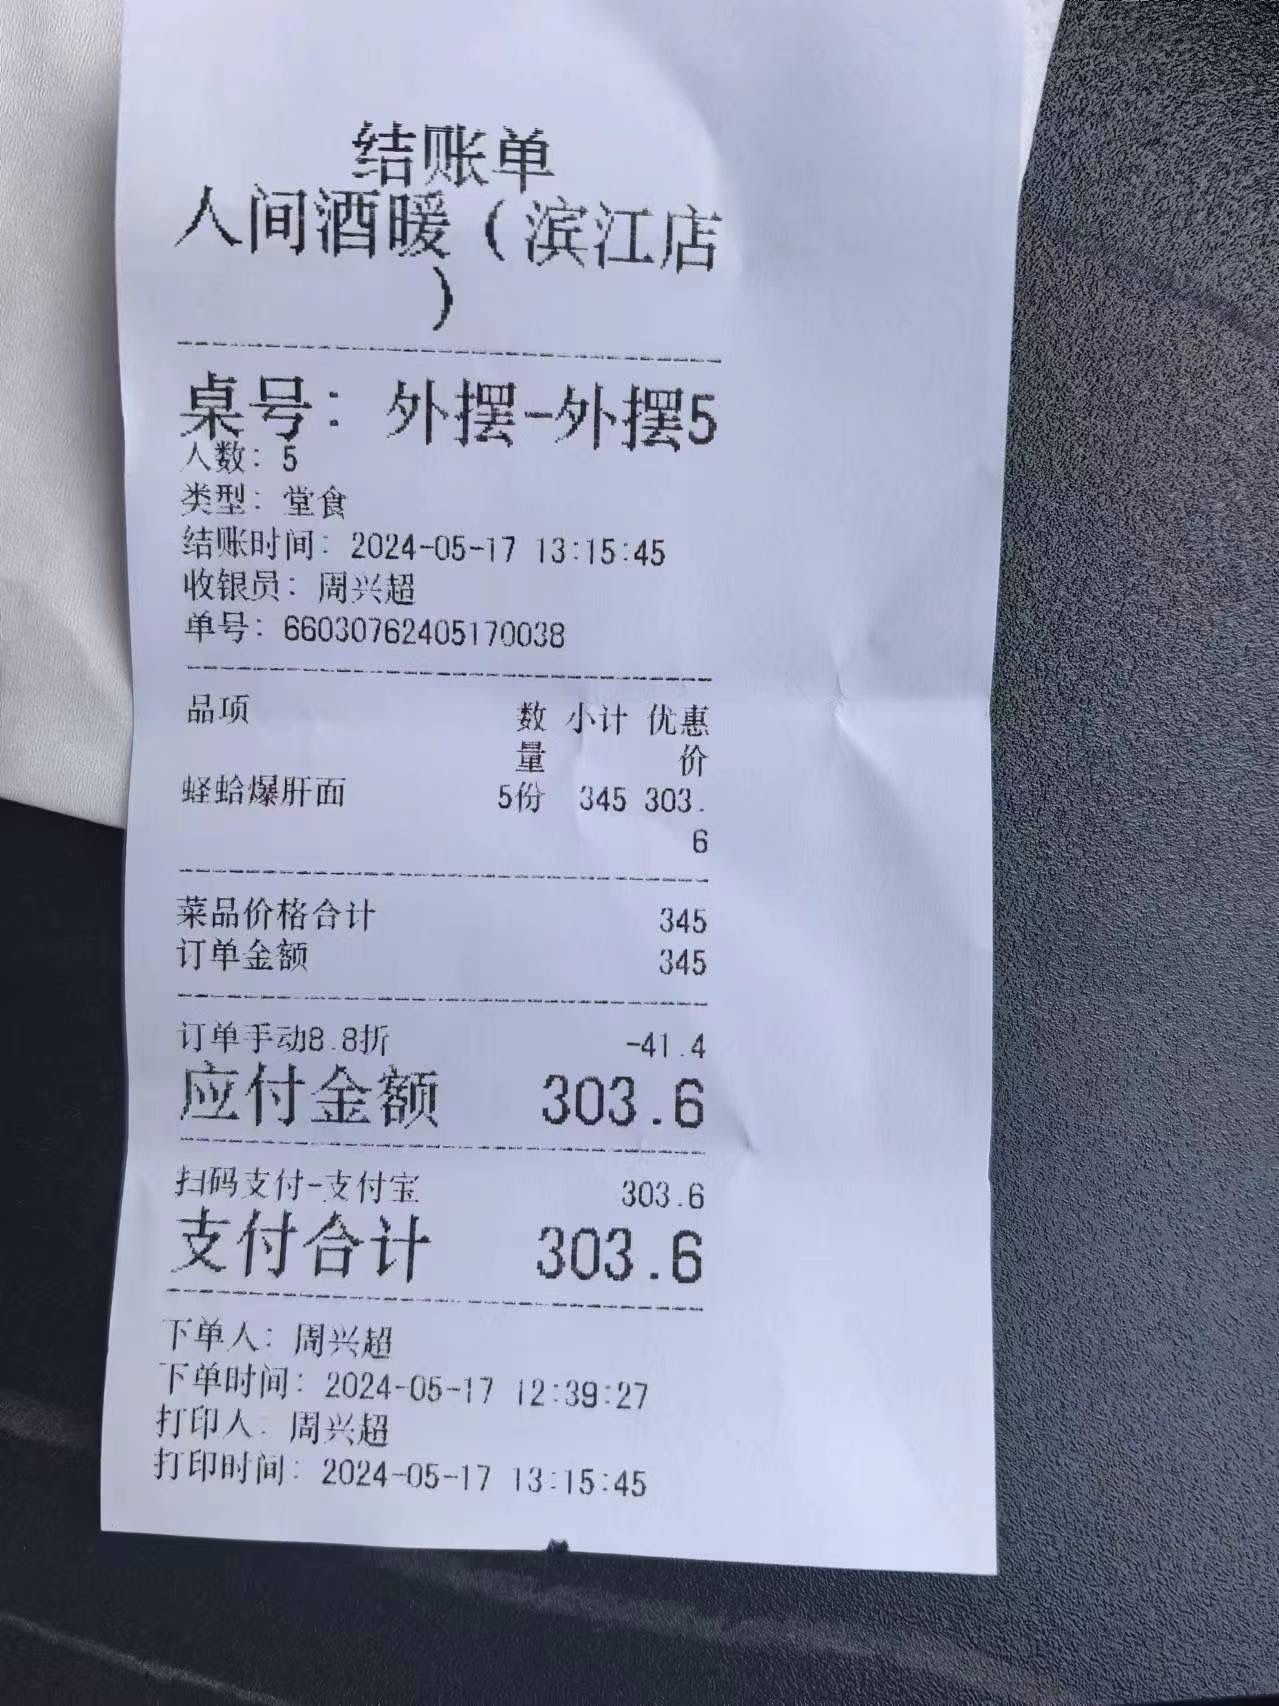 结账单
人间酒暖（滨江店
）
桌号：外摆-外摆5
人数：5
类型：堂食
结账时间：2024-05-17 13:15:45
收银员：周兴超
单号：66030762405170038
品项 数 小计 优惠
量 价
蛏蛤爆肝面 5份 345 303.
6
菜品价格合计 345
订单金额 345
订单手动8.8折 -41.4
应付金额 303.6
扫码支付-支付宝 303.6
支付合计 303.6
下单人：周兴超
下单时间：2024-05-17 12:39:27
打印人：周兴超
打印时间：2024-05-17 13:15:45